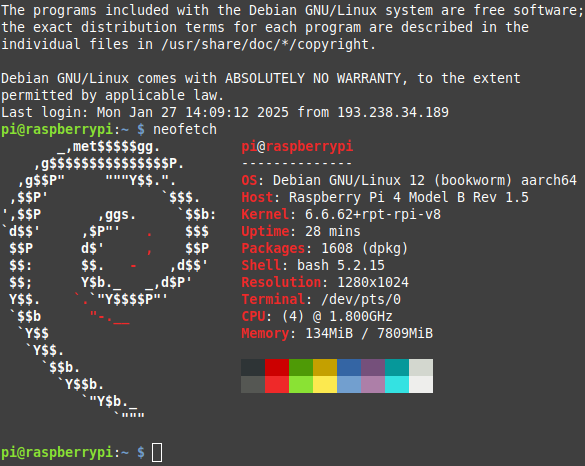 The programs included with the Debian GNU/Linux system are free software;
the exact distribution terms for each program are described in the
individual files in /usr/share/doc/*/copyright.

Debian GNU/Linux comes with ABSOLUTELY NO WARRANTY, to the extent
permitted by applicable law.
Last login: Mon Jan 27 14:09:12 2025 from 193.238.34.189
pi@raspberrypi:~ $ neofetch
       _,met$$$$$gg.          pi@raspberrypi
    ,g$$$$$$$$$$$$$$$P.       --------------
  ,g$$P"     """Y$$.".        OS: Debian GNU/Linux 12 (bookworm) aarch64
 ,$$P'              `$$$.     Host: Raspberry Pi 4 Model B Rev 1.5
',$$P       ,ggs.     `$$b:   Kernel: 6.6.62+rpt-rpi-v8
`d$$'     ,$P"'   .    $$$    Uptime: 28 mins
 $$P      d$'     ,    $$P    Packages: 1608 (dpkg)
 $$:      $$.   -    ,d$$'    Shell: bash 5.2.15
 $$;      Y$b._   _,d$P'      Resolution: 1280x1024
 Y$$.    `.`"Y$$$$P"'         Terminal: /dev/pts/0
 `$$b      "-.__              CPU: (4) @ 1.800GHz
  `Y$$                        Memory: 134MiB / 7809MiB
   `Y$$.
     `$$b.
       `Y$$b.
          `"Y$b._
              `"""
pi@raspberrypi:~ $